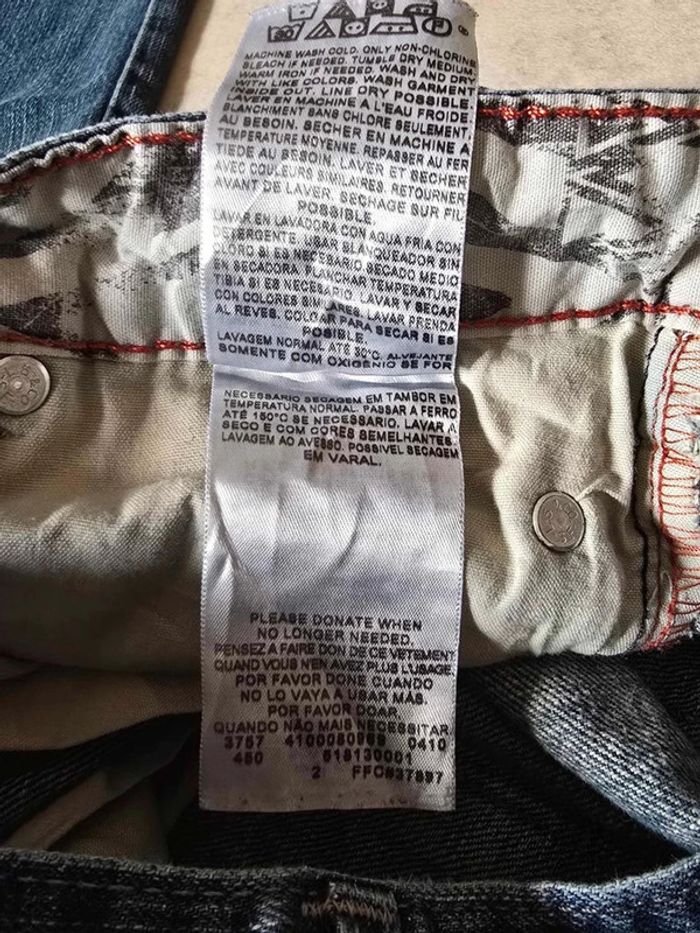 MACHINE WASH COLD. ONLY NON-CHLORINE
BLEACH IF NEEDED. TUMBLE DRY MEDIUM.
WARM IRON IF NEEDED. WASH AND DRY
WITH LIKE COLORS. WASH GARMENT
INSIDE OUT. LINE DRY POSSIBLE.
LAVER EN MACHINE A L'EAU FROIDE.
BLANCHIMENT SANS CHLORE SEULEMENT
AU BESOIN. SECHER EN MACHINE A
TEMPERATURE MOYENNE. REPASSER AU FER
TIEDE AU BESOIN. LAVER ET SECHER
AVEC COULEURS SIMILAIRES. RETOURNER
AVANT DE LAVER. SECHAGE SUR FIL
POSSIBLE.
LAVAR EN LAVADORA CON AGUA FRIA CON
DETERGENTE. USAR BLANQUEADOR SIN
CLORO SI ES NECESARIO SECADO MEDIO
EN SECADORA. PLANCHAR TEMPERATURA
TIBIA SI ES NECESARIO. LAVAR Y SECAR
CON COLORES SIMILARES. LAVAR PRENDA
AL REVES. COLGAR PARA SECAR SI ES
POSIBLE.
LAVAGEM NORMAL ATÉ 30°C. ALVEJANTE
SOMENTE COM OXIGENIO SE FOR
NECESSARIO SECAGEM EM TAMBOR EM
TEMPERATURA NORMAL. PASSAR A FERRO
ATÉ 150°C SE NECESSARIO. LAVAR A
SECO E COM CORES SEMELHANTES
LAVAGEM AO AVESSO. POSSIVEL SECAGEM
EM VARAL.
PLEASE DONATE WHEN
NO LONGER NEEDED.
PENSEZ A FAIRE DON DE CE VETEMENT
QUAND VOUS N'EN AVEZ PLUS L'USAGE.
POR FAVOR DONE CUANDO
NO LO VAYA A USAR MÁS.
POR FAVOR DOAR
QUANDO NÃO MAIS NECESSITAR.
3757 0410
450 618130001
2